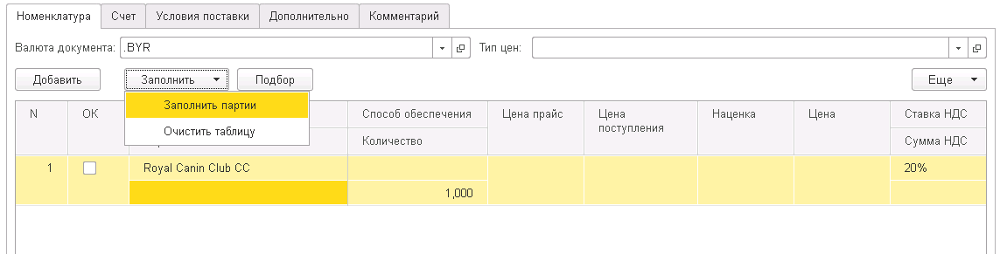 Номенклатура Счет Условия поставки Дополнительно Комментарий
Валюта документа: .BYR Тип цен:
Добавить Заполнить Подбор Еще
Заполнить партии
Очистить таблицу
N ОК Способ обеспечения Цена прайс Цена поступления Наценка Цена Ставка НДС
Количество Сумма НДС
1 Royal Canin Club CC 20%
1,000